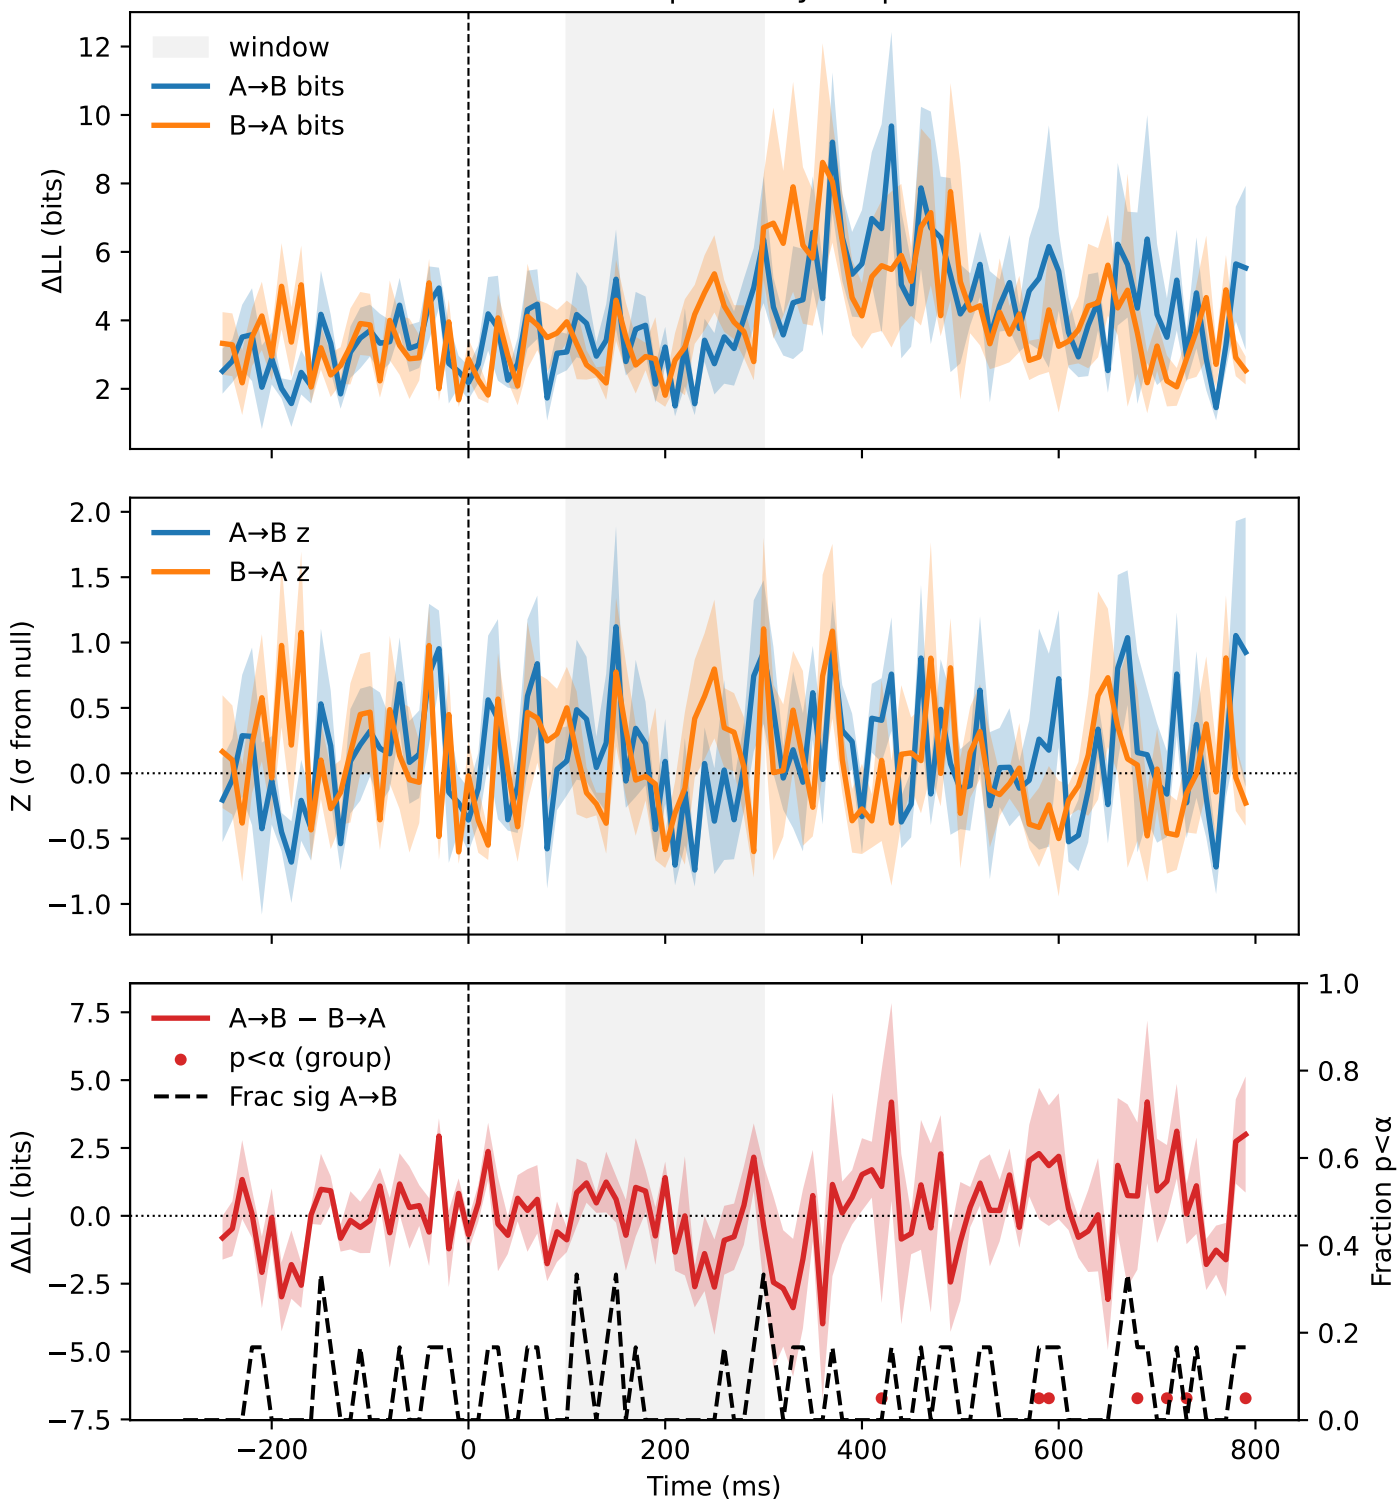 12
10
8
6
4
2
ΔLL (bits)
window
A→B bits
B→A bits
2.0
1.5
1.0
0.5
0.0
−0.5
−1.0
Z (σ from null)
A→B z
B→A z
7.5
5.0
2.5
0.0
−2.5
−5.0
−7.5
ΔΔLL (bits)
A→B − B→A
p<α (group)
Frac sig A→B
1.0
0.8
0.6
0.4
0.2
0.0
Fraction p<α
−200
0
200
400
600
800
Time (ms)